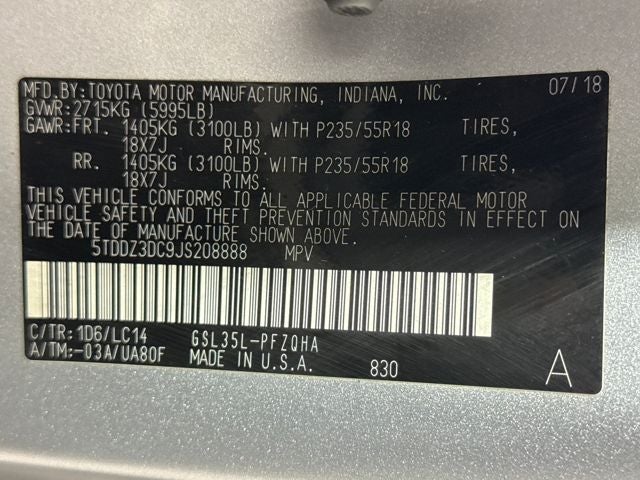 MFD.BY:TOYOTA MOTOR MANUFACTURING, INDIANA, INC. 07/18
GVWR:2715KG (5995LB)
GAWR:FRT. 1405KG (3100LB) WITH P235/55R18 TIRES,
18X7J RIMS.
RR. 1405KG (3100LB) WITH P235/55R18 TIRES,
18X7J RIMS.
THIS VEHICLE CONFORMS TO ALL APPLICABLE FEDERAL MOTOR
VEHICLE SAFETY AND THEFT PREVENTION STANDARDS IN EFFECT ON
THE DATE OF MANUFACTURE SHOWN ABOVE.
5TDDZ3DC9JS208888 MPV
C/TR:1D6/LC14 GSL35L-PFZQHA
A/TM:-03A/UA80F MADE IN U.S.A. 830 A